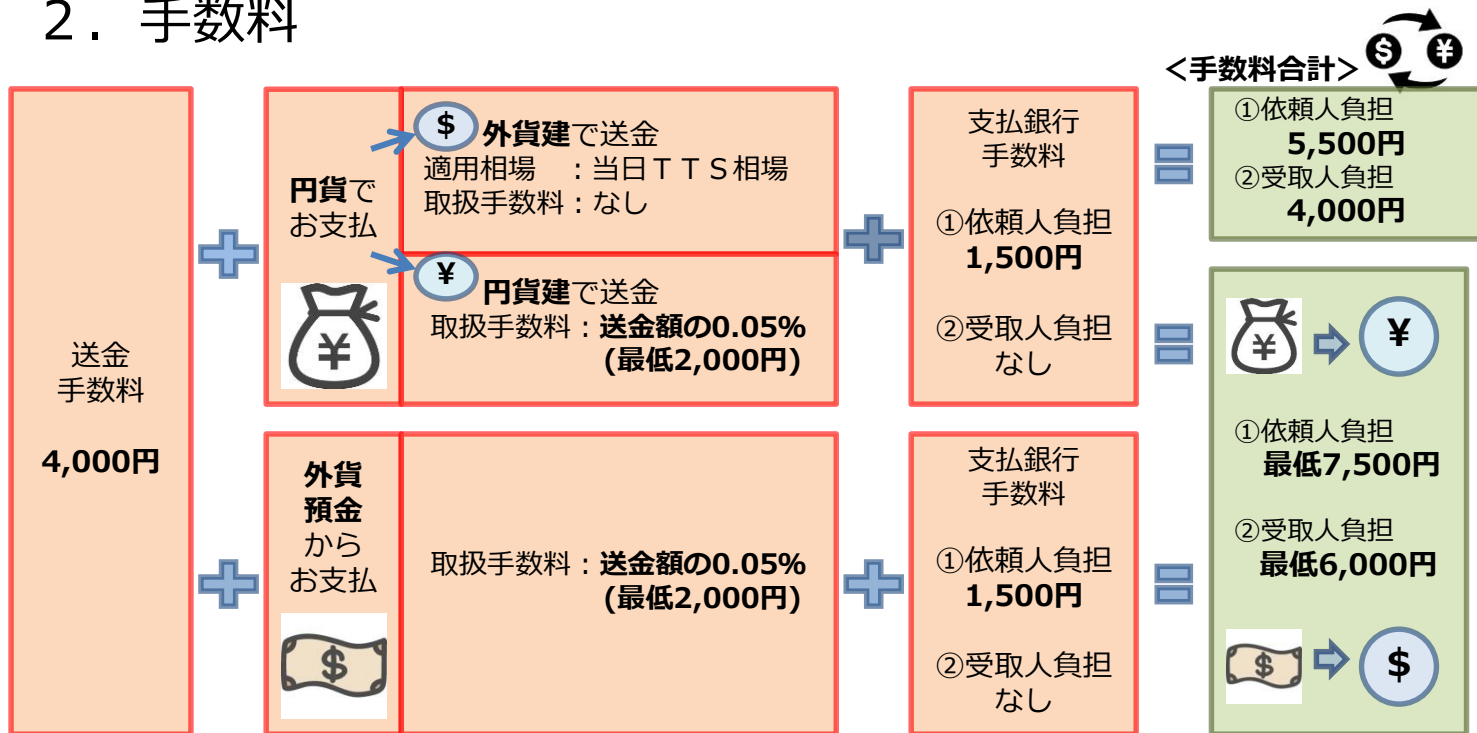 ２．手数料
＜手数料合計＞
$ ¥
送金
手数料
4,000円
円貨で
お支払
¥
$
外貨建で送金
適用相場　：当日ＴＴＳ相場
取扱手数料：なし
¥
円貨建で送金
取扱手数料：送金額の0.05%
(最低2,000円)
支払銀行
手数料
①依頼人負担
1,500円
②受取人負担
なし
①依頼人負担
5,500円
②受取人負担
4,000円
外貨
預金
から
お支払
$
取扱手数料：送金額の0.05%
(最低2,000円)
支払銀行
手数料
①依頼人負担
1,500円
②受取人負担
なし
¥ ¥
①依頼人負担
最低7,500円
②受取人負担
最低6,000円
$ $